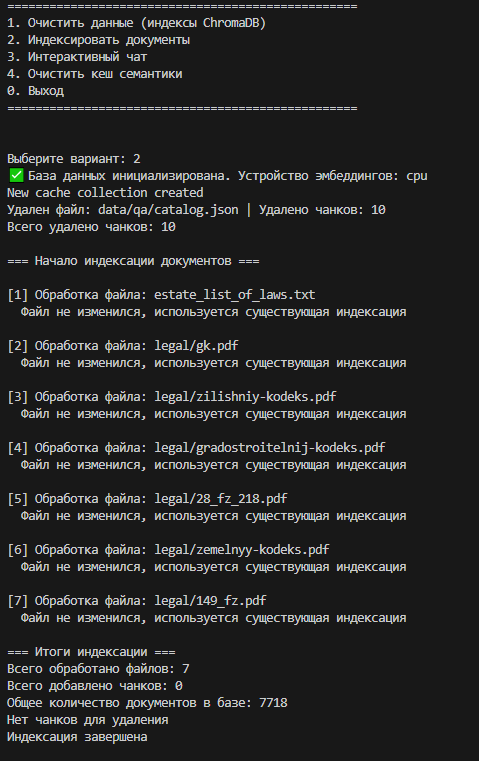 ==================================================
1. Очистить данные (индексы ChromaDB)
2. Индексировать документы
3. Интерактивный чат
4. Очистить кеш семантики
0. Выход
==================================================
Выберите вариант: 2
✅ База данных инициализирована. Устройство эмбеддингов: cpu
New cache collection created
Удален файл: data/qa/catalog.json | Удалено чанков: 10
Всего удалено чанков: 10
=== Начало индексации документов ===
[1] Обработка файла: estate_list_of_laws.txt
Файл не изменился, используется существующая индексация
[2] Обработка файла: legal/gk.pdf
Файл не изменился, используется существующая индексация
[3] Обработка файла: legal/zilishniy-kodeks.pdf
Файл не изменился, используется существующая индексация
[4] Обработка файла: legal/gradostroitelnij-kodeks.pdf
Файл не изменился, используется существующая индексация
[5] Обработка файла: legal/28_fz_218.pdf
Файл не изменился, используется существующая индексация
[6] Обработка файла: legal/zemelnyy-kodeks.pdf
Файл не изменился, используется существующая индексация
[7] Обработка файла: legal/149_fz.pdf
Файл не изменился, используется существующая индексация
=== Итоги индексации ===
Всего обработано файлов: 7
Всего добавлено чанков: 0
Общее количество документов в базе: 7718
Нет чанков для удаления
Индексация завершена